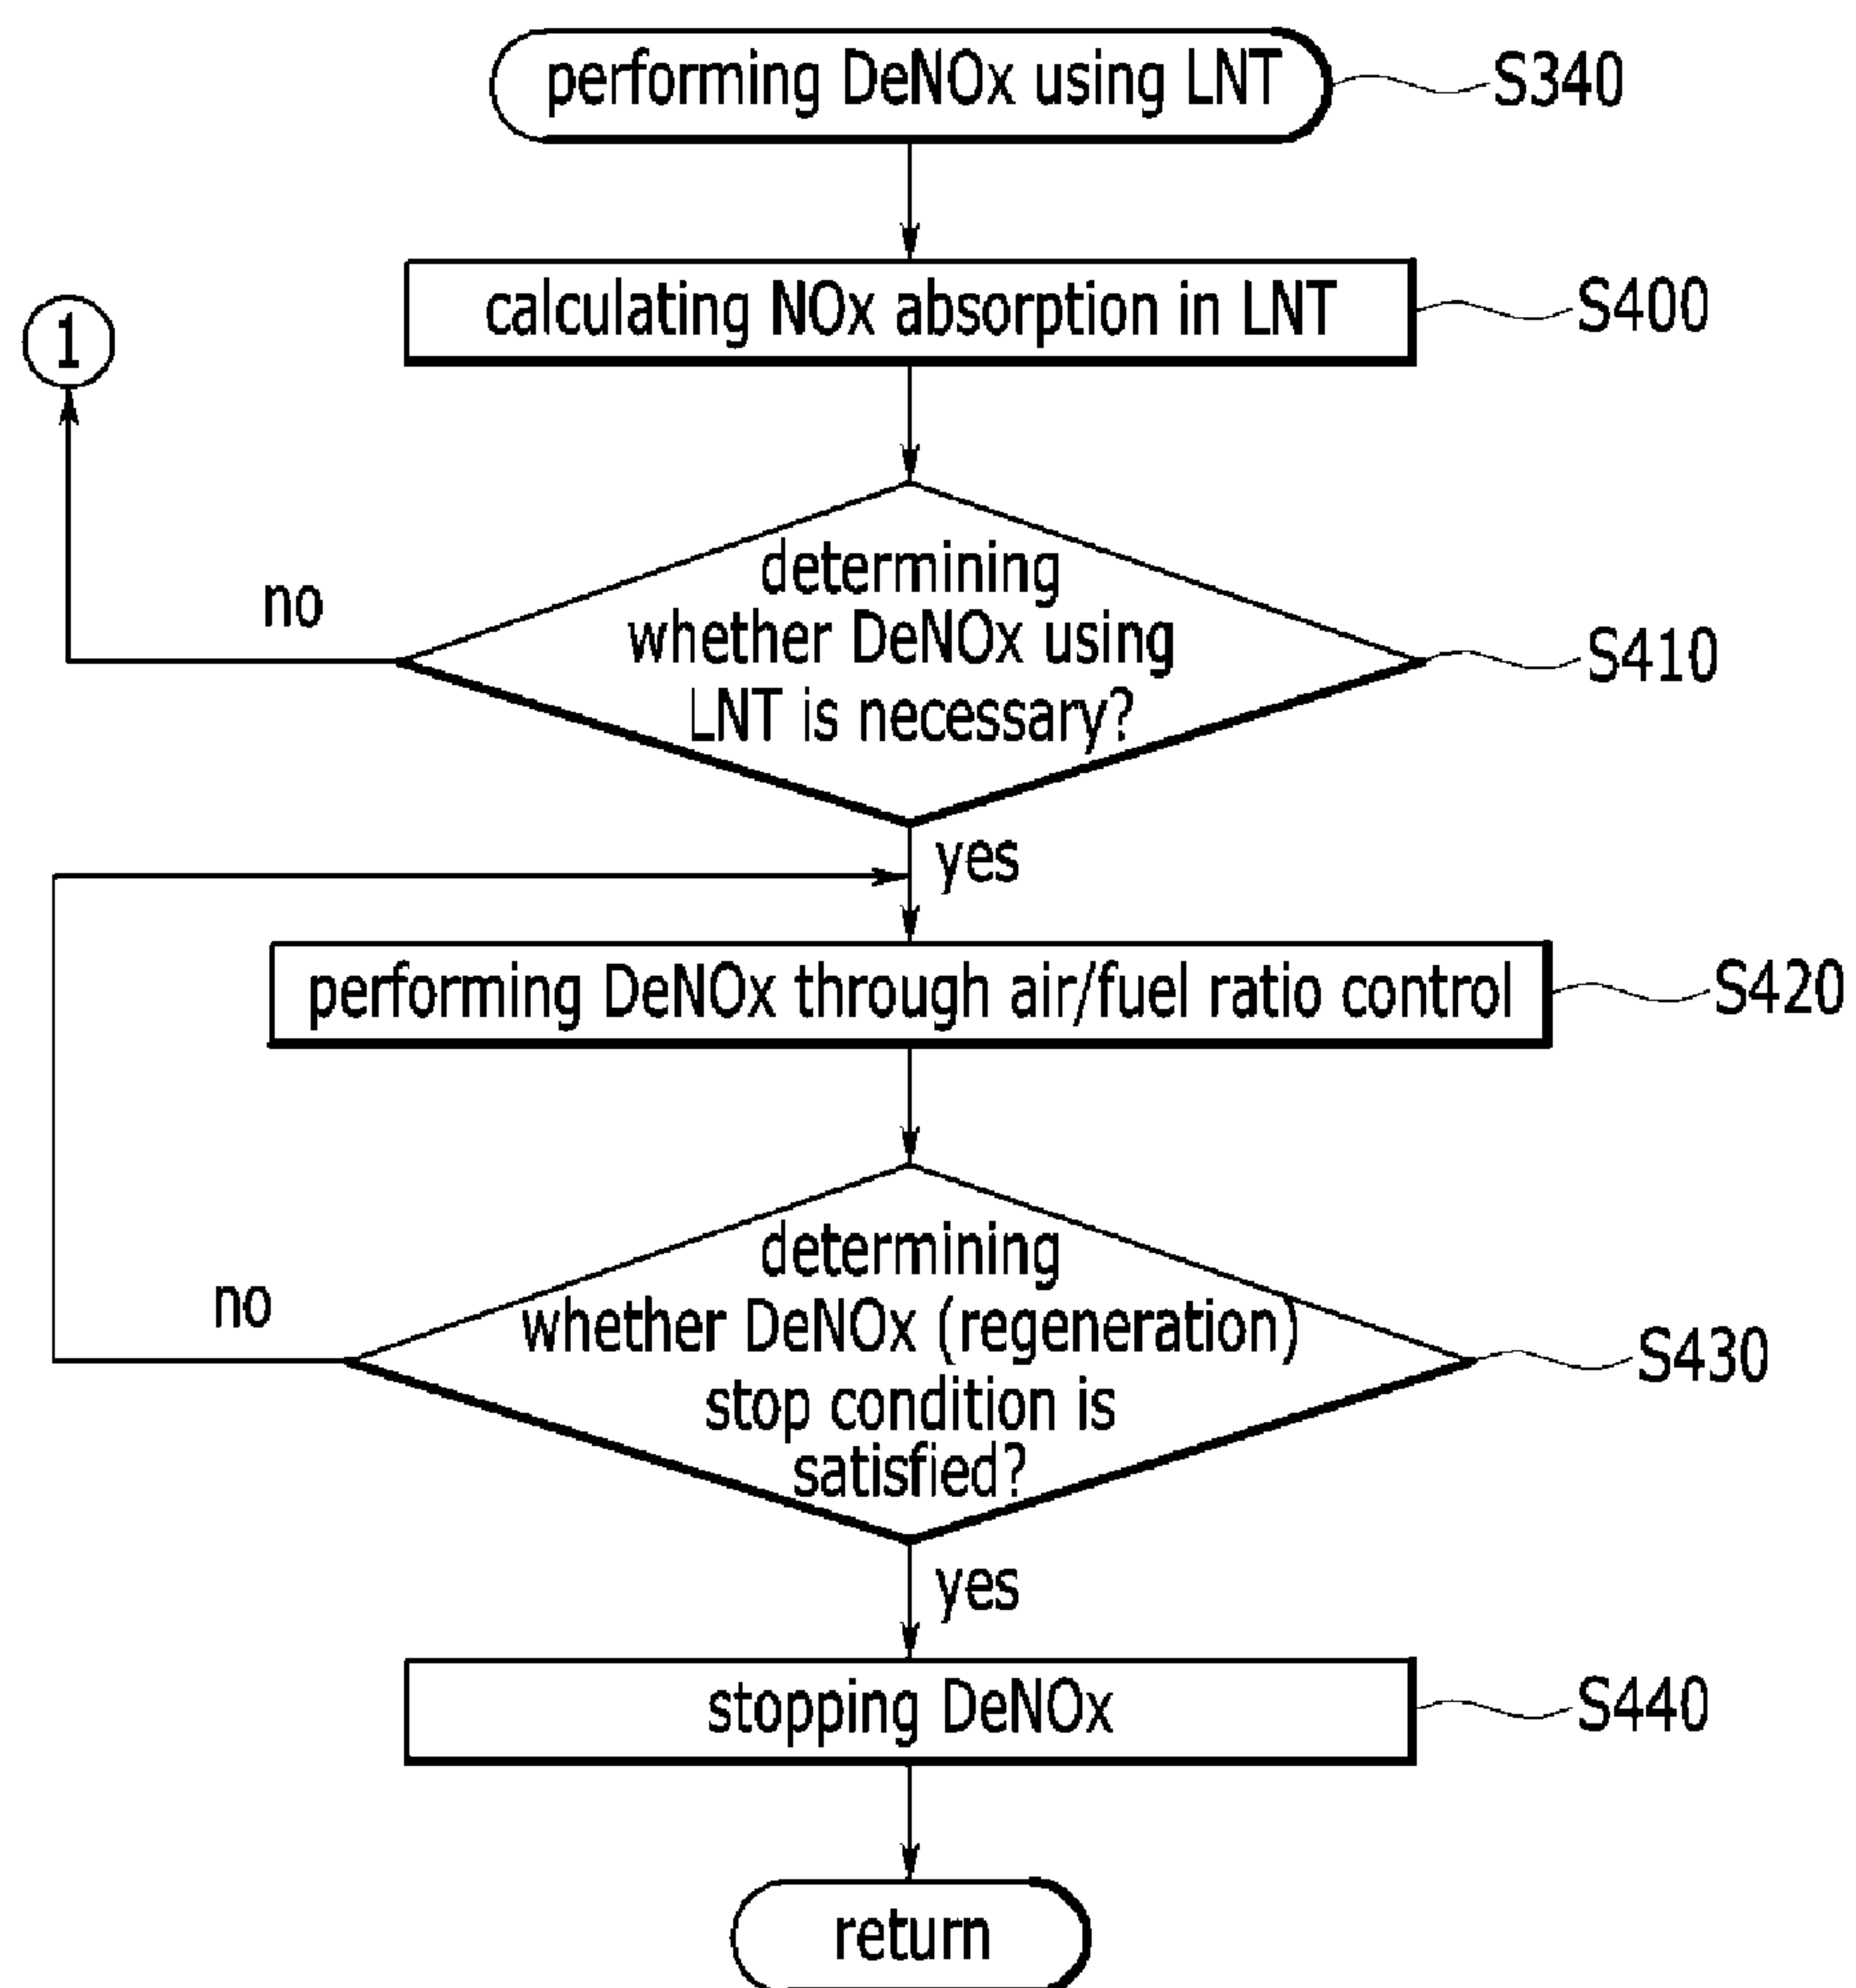 performing DeNOx using LNT
S340
calculating NOx absorption in LNT
S400
1
determining
whether DeNOx using
LNT is necessary?
S410
no
yes
performing DeNOx through air/fuel ratio control
S420
determining
whether DeNOx (regeneration)
stop condition is
satisfied?
S430
no
yes
stopping DeNOx
S440
return